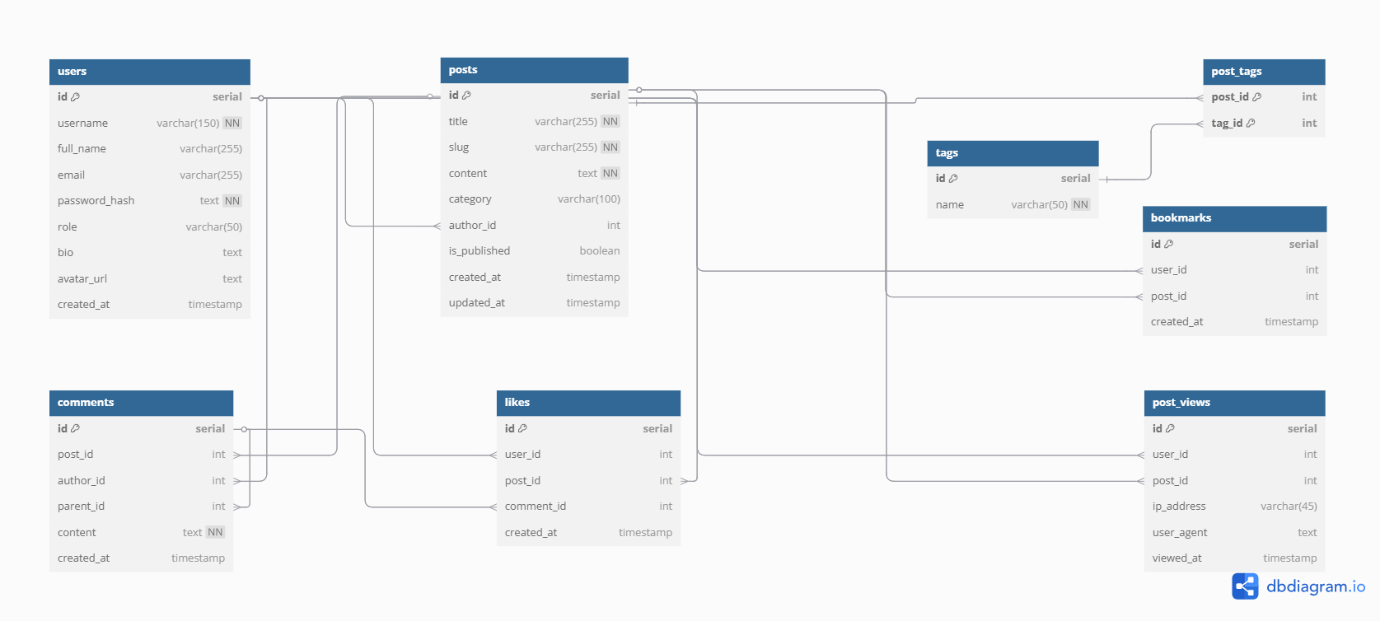 users
id serial
username varchar(150) NN
full_name varchar(255)
email varchar(255)
password_hash text NN
role varchar(50)
bio text
avatar_url text
created_at timestamp
posts
id serial
title varchar(255) NN
slug varchar(255) NN
content text NN
category varchar(100)
author_id int
is_published boolean
created_at timestamp
updated_at timestamp
post_tags
post_id int
tag_id int
tags
id serial
name varchar(50) NN
bookmarks
id serial
user_id int
post_id int
created_at timestamp
comments
id serial
post_id int
author_id int
parent_id int
content text NN
created_at timestamp
likes
id serial
user_id int
post_id int
comment_id int
created_at timestamp
post_views
id serial
user_id int
post_id int
ip_address varchar(45)
user_agent text
viewed_at timestamp
dbdiagram.io